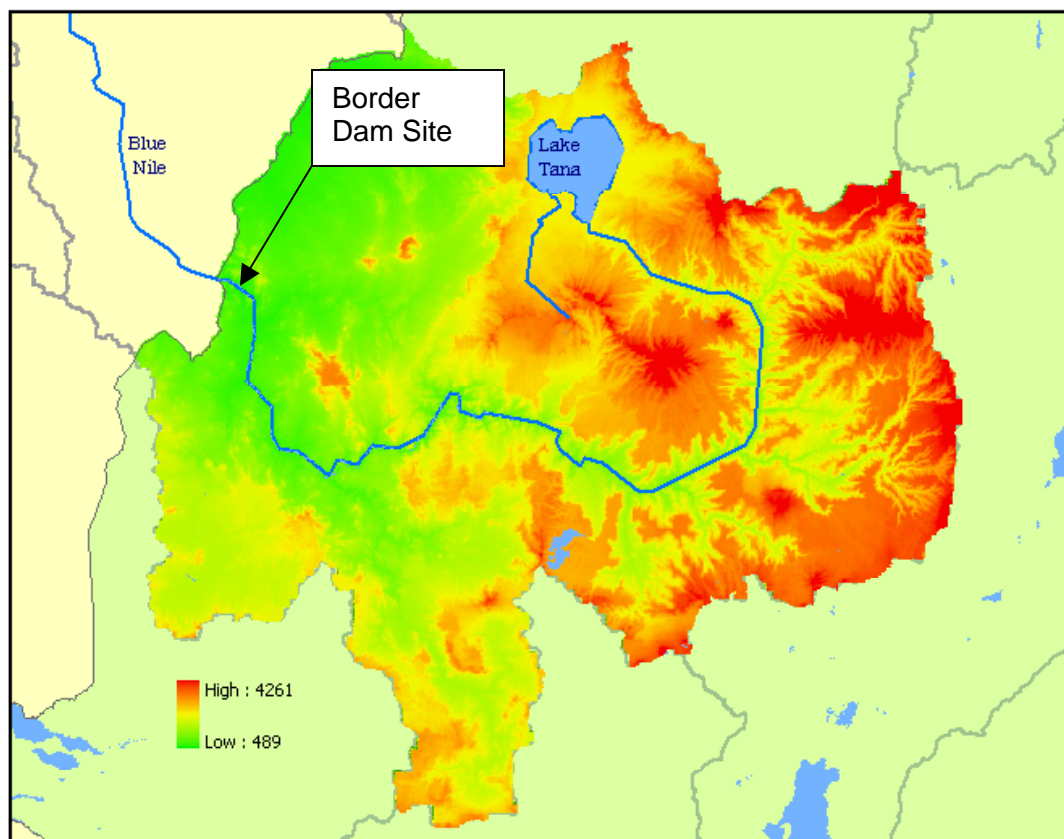 Border
Dam Site
Blue
Nile
Lake
Tana
High : 4261
Low : 489